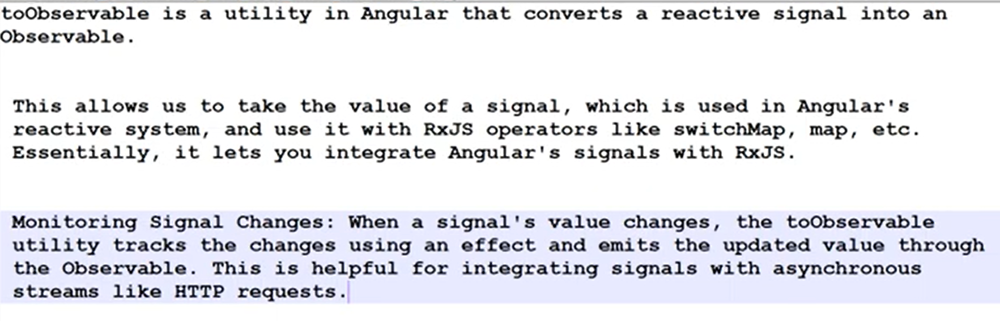 toObservable is a utility in Angular that converts a reactive signal into an
Observable.
This allows us to take the value of a signal, which is used in Angular's
reactive system, and use it with RxJS operators like switchMap, map, etc.
Essentially, it lets you integrate Angular's signals with RxJS.
Monitoring Signal Changes: When a signal's value changes, the toObservable
utility tracks the changes using an effect and emits the updated value through
the Observable. This is helpful for integrating signals with asynchronous
streams like HTTP requests.